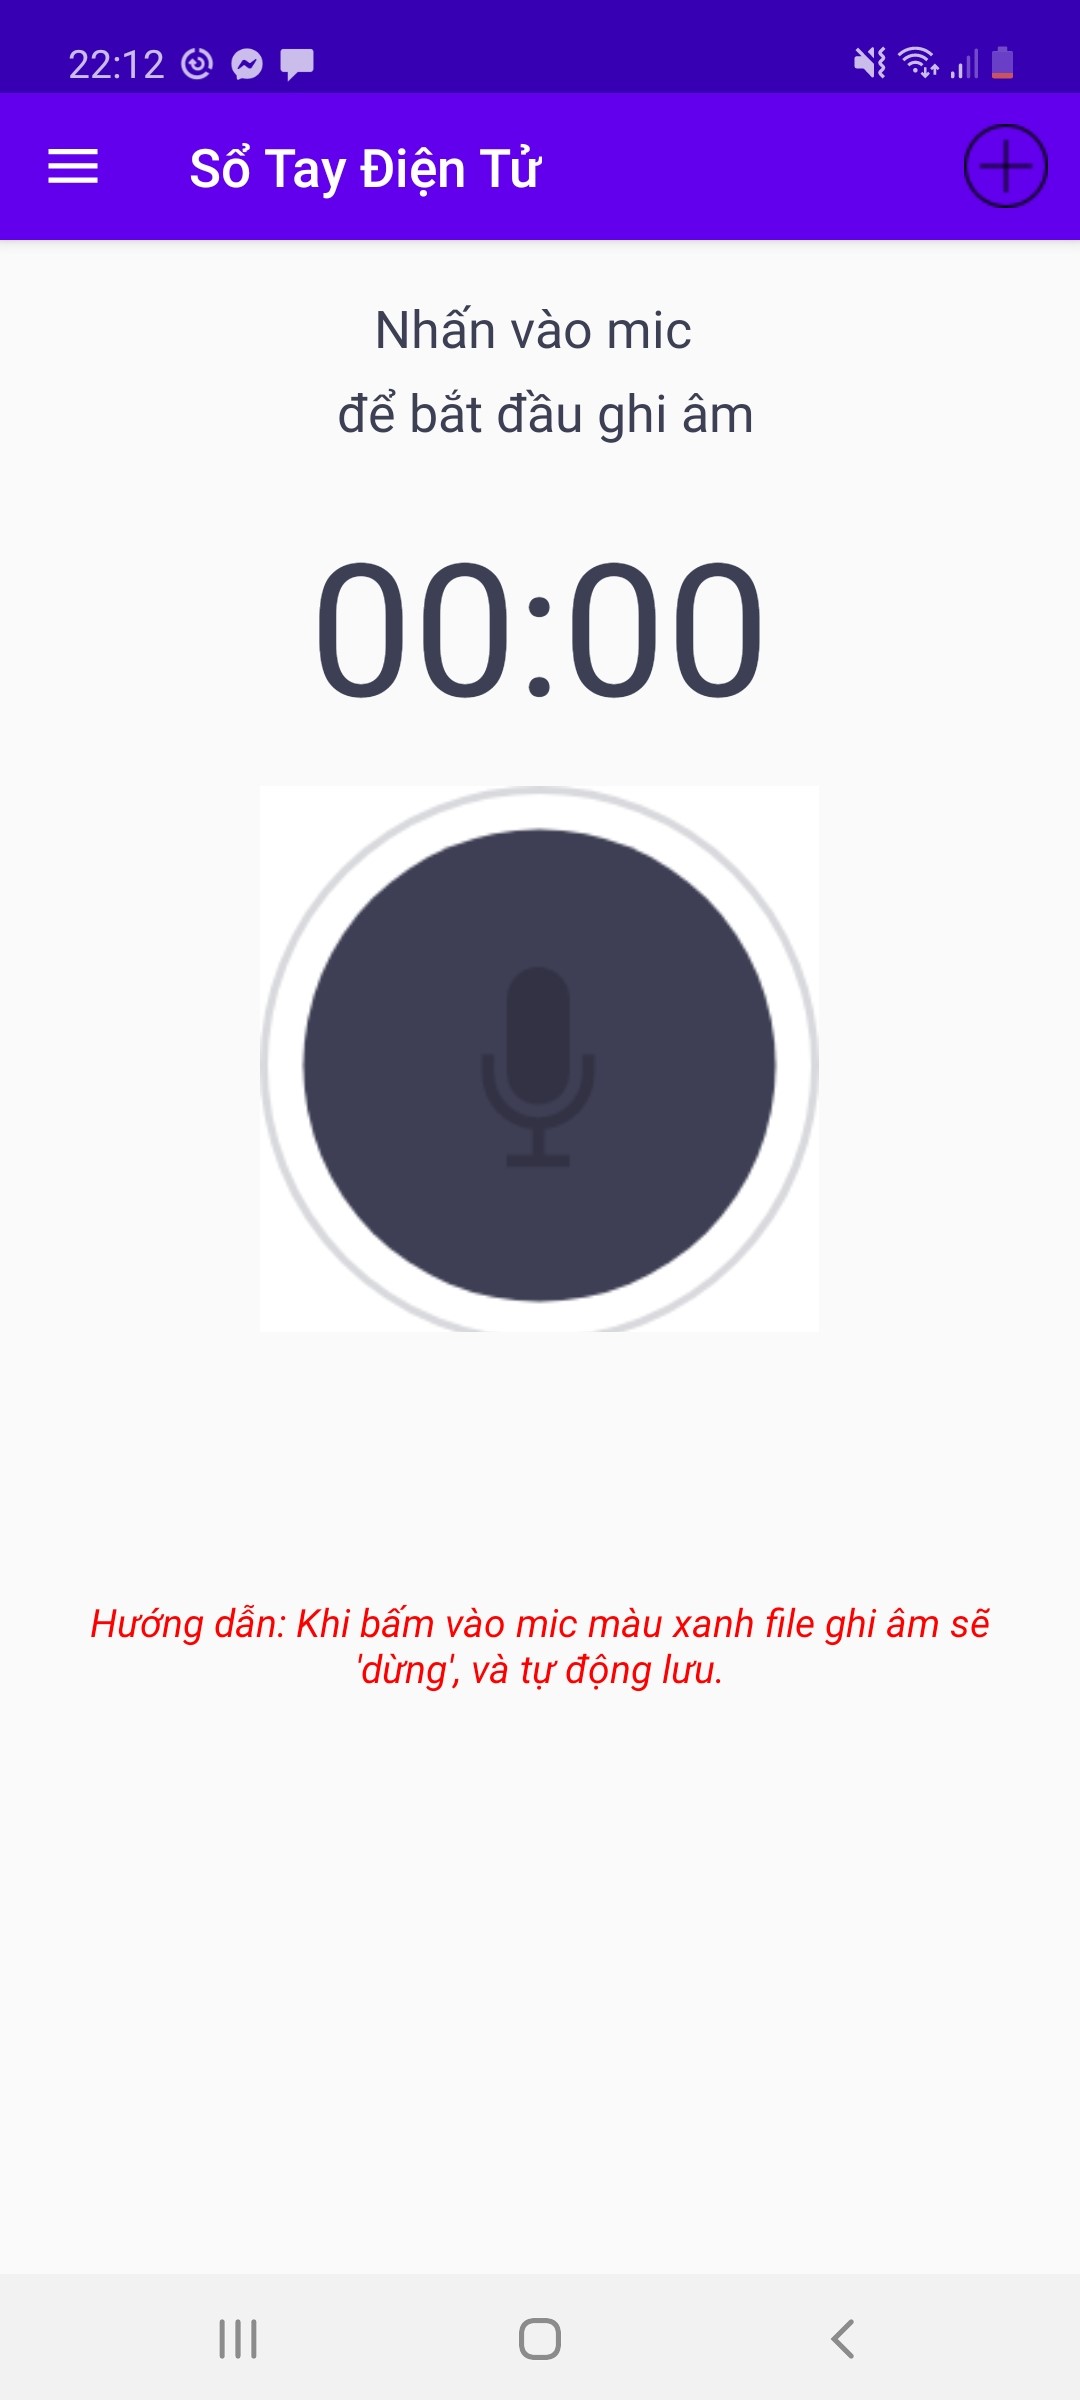 22:12
Sổ Tay Điện Tử
Nhấn vào mic
để bắt đầu ghi âm
00:00
Hướng dẫn: Khi bấm vào mic màu xanh file ghi âm sẽ
'dừng', và tự động lưu.